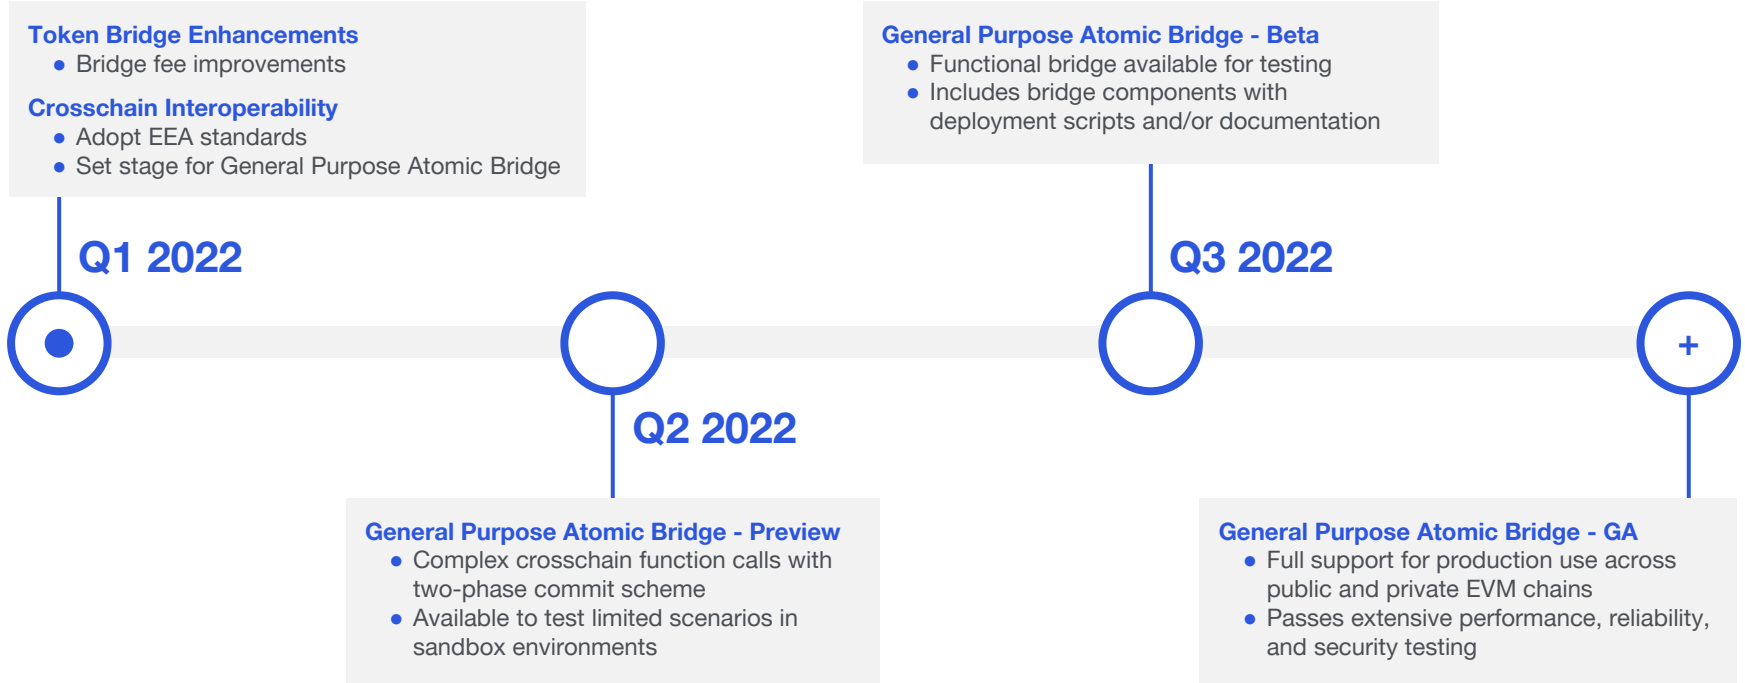 Token Bridge Enhancements
● Bridge fee improvements
Crosschain Interoperability
● Adopt EEA standards
● Set stage for General Purpose Atomic Bridge
Q1 2022
General Purpose Atomic Bridge - Preview
● Complex crosschain function calls with
two-phase commit scheme
● Available to test limited scenarios in
sandbox environments
Q2 2022
General Purpose Atomic Bridge - Beta
● Functional bridge available for testing
● Includes bridge components with
deployment scripts and/or documentation
Q3 2022
+
General Purpose Atomic Bridge - GA
● Full support for production use across
public and private EVM chains
● Passes extensive performance, reliability,
and security testing